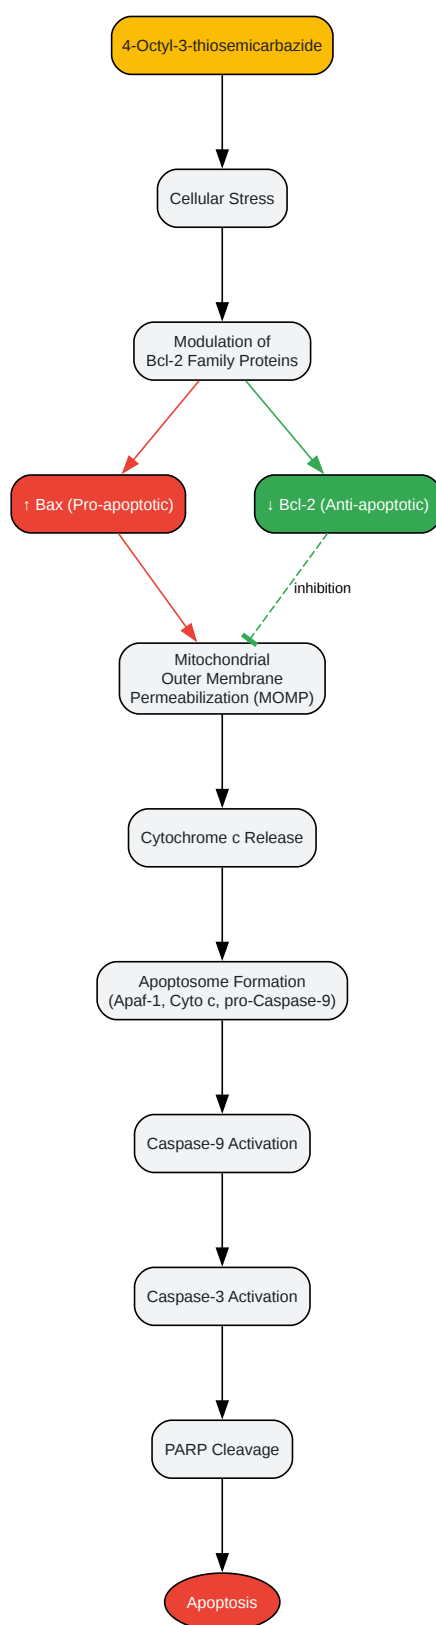 4-Octyl-3-thiosemicarbazide
Cellular Stress
Modulation of
Bcl-2 Family Proteins
↑ Bax (Pro-apoptotic)
↓ Bcl-2 (Anti-apoptotic)
inhibition
Mitochondrial
Outer Membrane
Permeabilization (MOMP)
Cytochrome c Release
Apoptosome Formation
(Apaf-1, Cyto c, pro-Caspase-9)
Caspase-9 Activation
Caspase-3 Activation
PARP Cleavage
Apoptosis